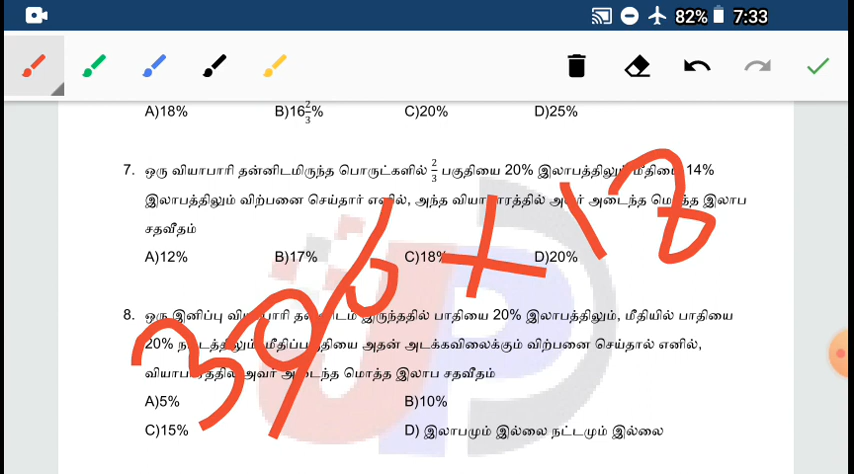 82% 7:33
A)18% B)16⅔% C)20% D)25%
7. ஒரு வியாபாரி தன்னிடமிருந்த பொருட்களில் 2/3 பகுதியை 20% இலாபத்திலும் மீதியை 14%
இலாபத்திலும் விற்பனை செய்தார் எனில், அந்த வியாபாரத்தில் அவர் அடைந்த மொத்த இலாப
சதவீதம்
A)12% B)17% C)18% D)20%
8. ஒரு இனிப்பு வியாபாரி தன்னிடம் இருந்ததில் பாதியை 20% இலாபத்திலும், மீதியில் பாதியை
20% நட்டத்திலும் மீதிப்பகுதியை அதன் அடக்கவிலைக்கும் விற்பனை செய்தால் எனில்,
வியாபாரத்தில் அவர் அடைந்த மொத்த இலாப சதவீதம்
A)5% B)10%
C)15% D) இலாபமும் இல்லை நட்டமும் இல்லை